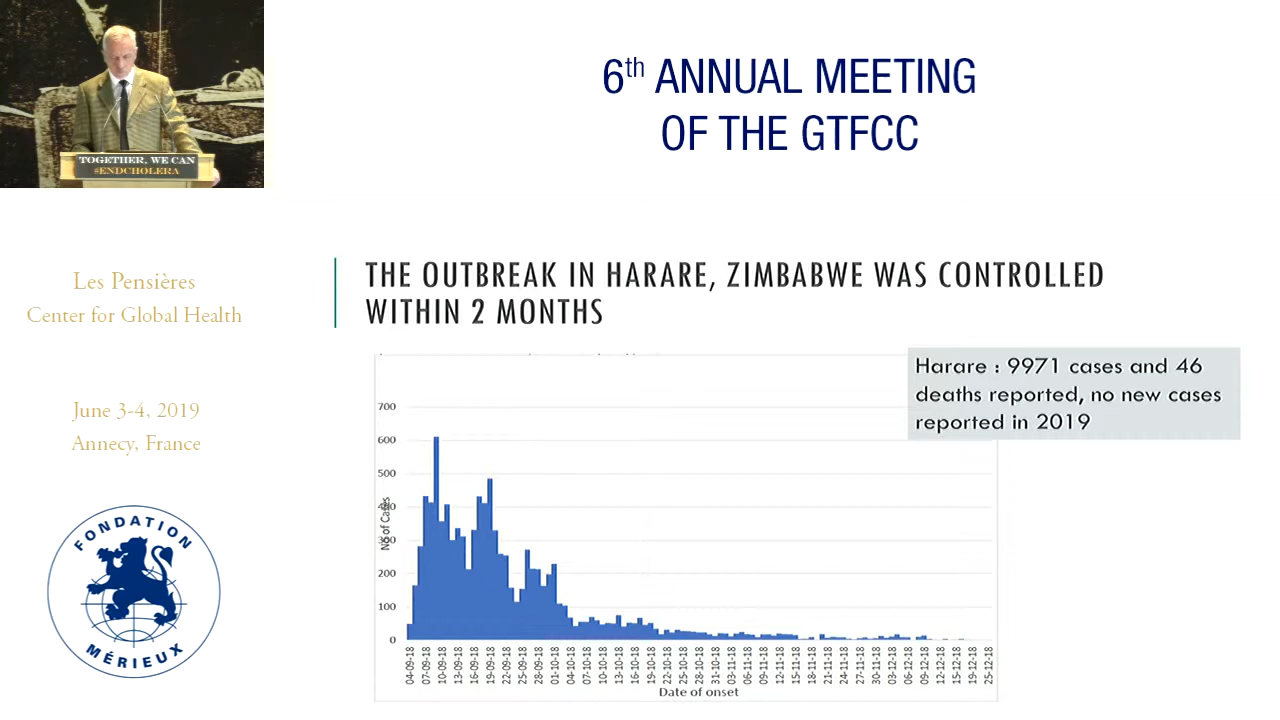 6th ANNUAL MEETING
OF THE GTFCC
TOGETHER, WE CAN
#ENDCHOLERA
Les Pensières
Center for Global Health
June 3-4, 2019
Annecy, France
FONDATION
MÉRIEUX
THE OUTBREAK IN HARARE, ZIMBABWE WAS CONTROLLED
WITHIN 2 MONTHS
Harare : 9971 cases and 46
deaths reported, no new cases
reported in 2019
700
600
500
400
300
200
100
0
No of Cases
04-09-18
07-09-18
10-09-18
13-09-18
16-09-18
19-09-18
22-09-18
25-09-18
28-09-18
01-10-18
04-10-18
07-10-18
10-10-18
13-10-18
16-10-18
19-10-18
22-10-18
25-10-18
28-10-18
31-10-18
03-11-18
06-11-18
09-11-18
12-11-18
15-11-18
18-11-18
21-11-18
24-11-18
27-11-18
30-11-18
03-12-18
06-12-18
09-12-18
12-12-18
15-12-18
19-12-18
25-12-18
Date of onset